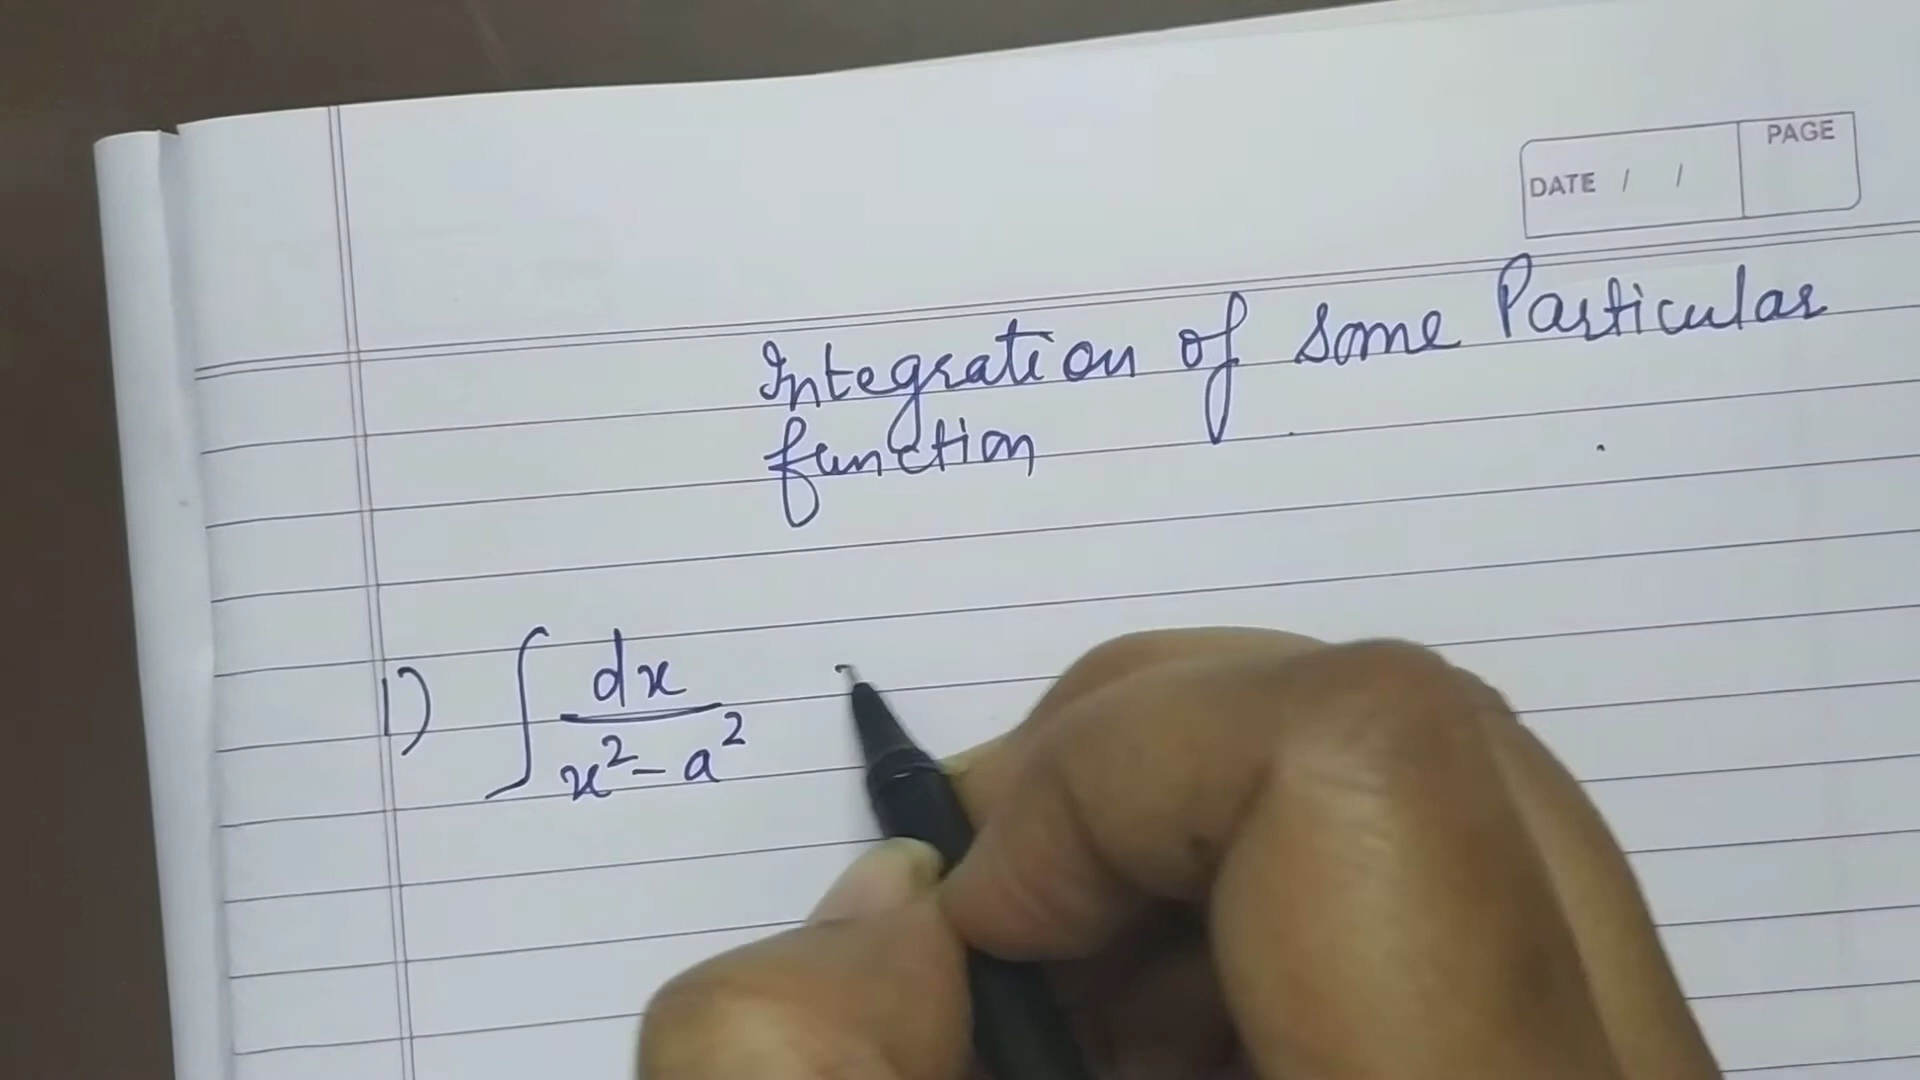 PAGE
DATE / /
Integration of some Particular
function
1) ∫ dx / x² - a²